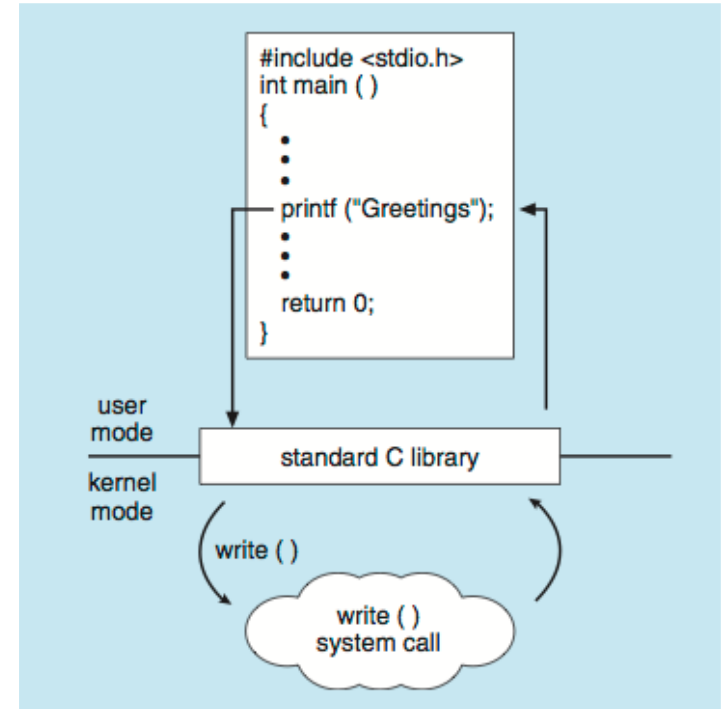 #include <stdio.h>
int main ( )
{
•
•
•
printf ("Greetings");
•
•
•
return 0;
}
user
mode
standard C library
kernel
mode
write ( )
write ( )
system call